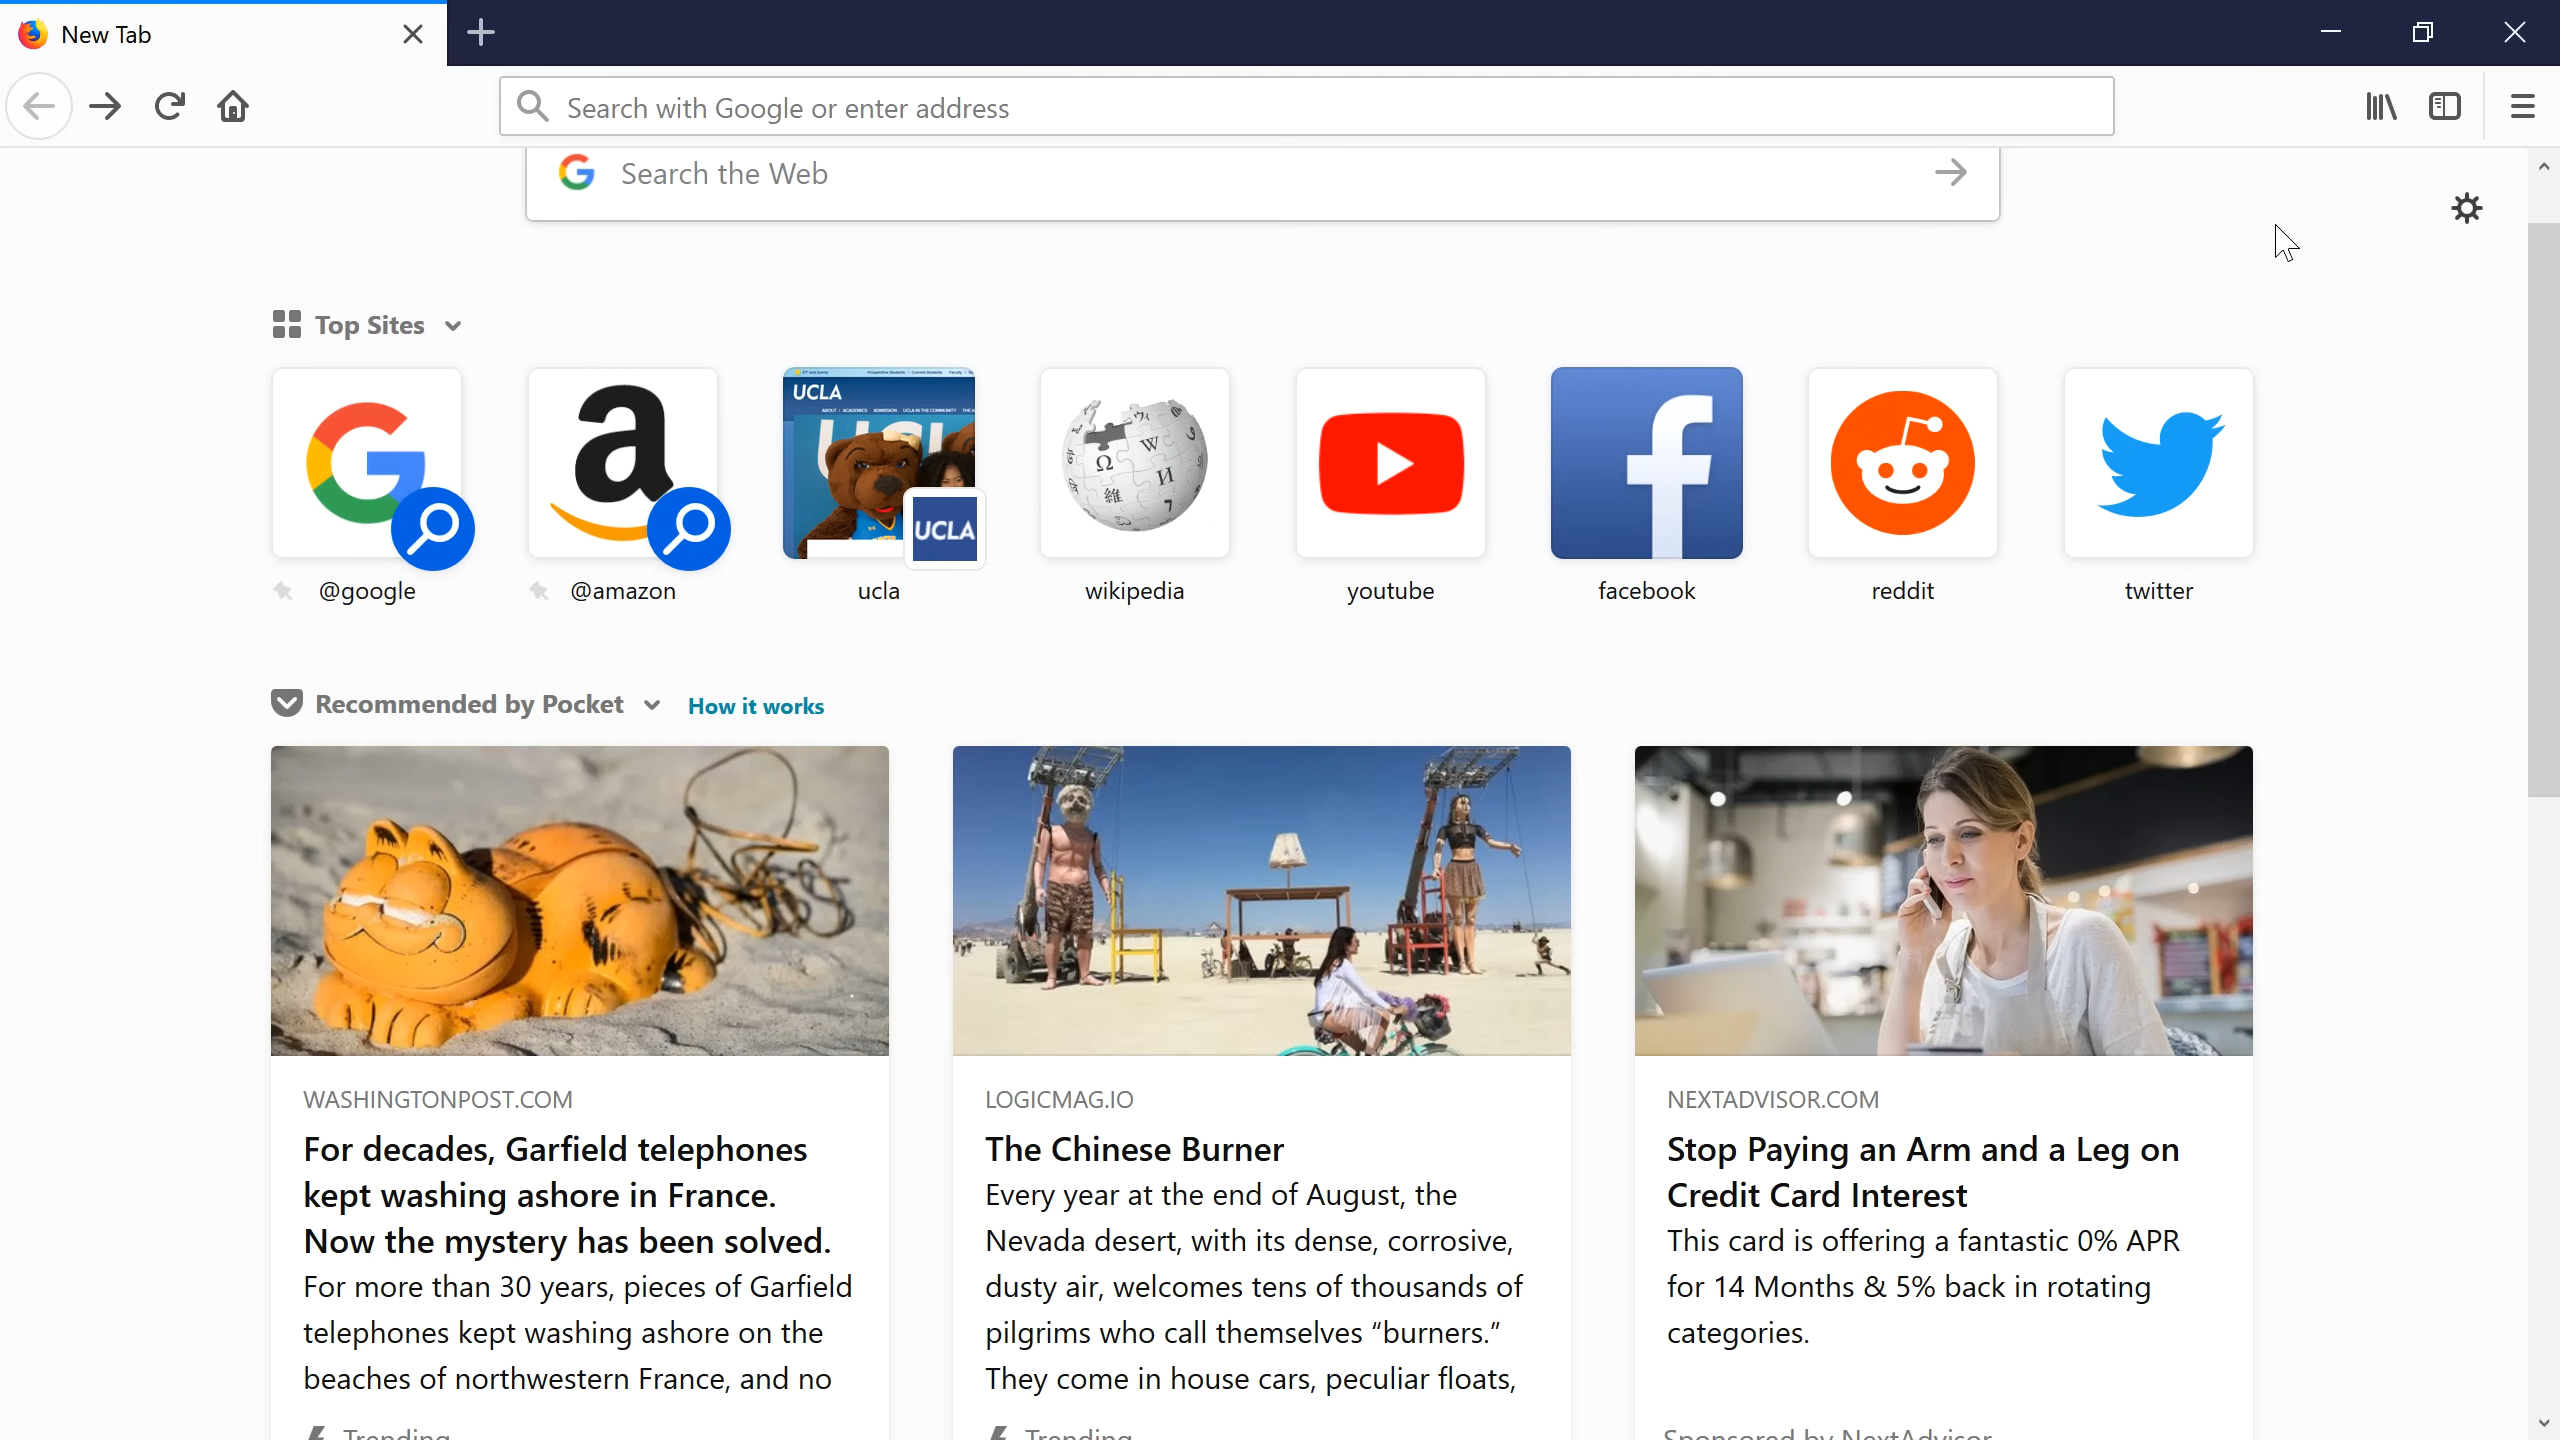 New Tab
Search with Google or enter address
Search the Web
Top Sites
UCLA
UCLA
@google
@amazon
ucla
wikipedia
youtube
facebook
reddit
twitter
Recommended by Pocket
How it works
WASHINGTONPOST.COM
For decades, Garfield telephones
kept washing ashore in France.
Now the mystery has been solved.
For more than 30 years, pieces of Garfield
telephones kept washing ashore on the
beaches of northwestern France, and no
Trending
LOGICMAG.IO
The Chinese Burner
Every year at the end of August, the
Nevada desert, with its dense, corrosive,
dusty air, welcomes tens of thousands of
pilgrims who call themselves “burners.”
They come in house cars, peculiar floats,
Trending
NEXTADVISOR.COM
Stop Paying an Arm and a Leg on
Credit Card Interest
This card is offering a fantastic 0% APR
for 14 Months & 5% back in rotating
categories.
Sponsored by NextAdvisor